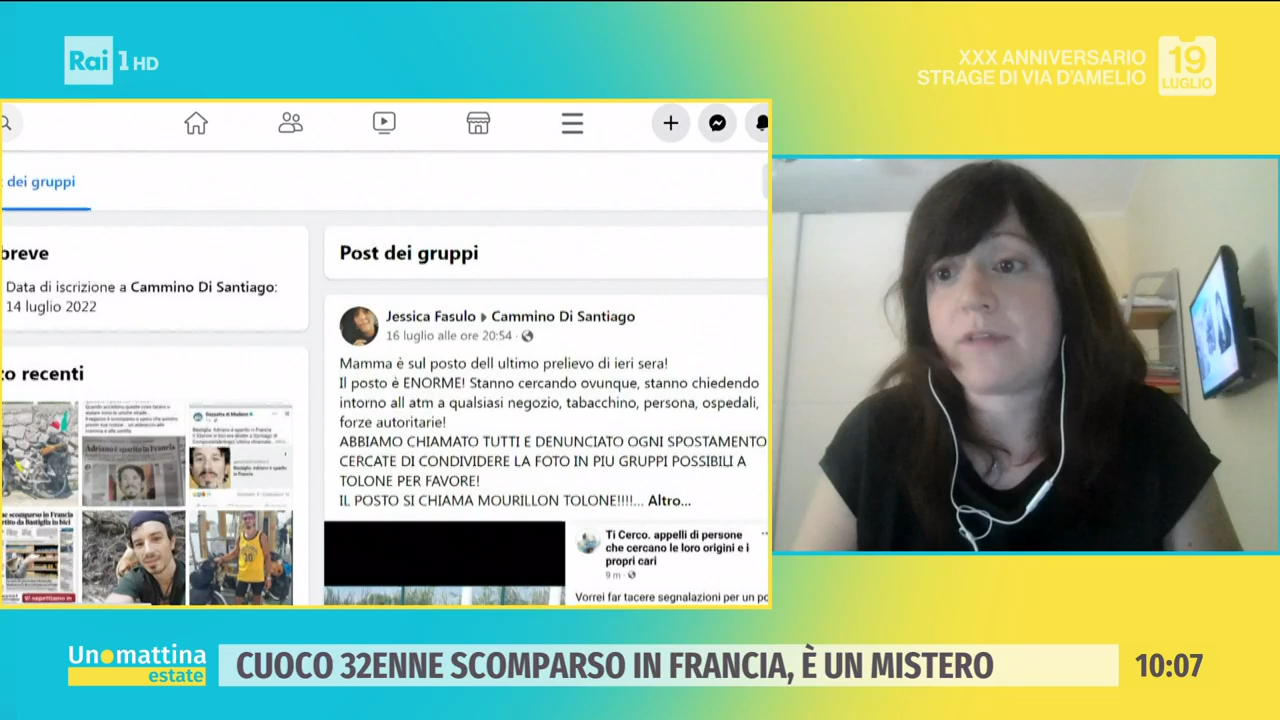 Rai 1 HD
XXX ANNIVERSARIO
STRAGE DI VIA D'AMELIO
19
LUGLIO
dei gruppi
breve
Data di iscrizione a Cammino Di Santiago:
14 luglio 2022
to recenti
Adriano è sparito in Francia
Post dei gruppi
Jessica Fasulo Cammino Di Santiago
16 luglio alle ore 20:54 ·
Mamma è sul posto dell ultimo prelievo di ieri sera!
Il posto è ENORME! Stanno cercando ovunque, stanno chiedendo
intorno all atm a qualsiasi negozio, tabacchino, persona, ospedali,
forze autoritarie!
ABBIAMO CHIAMATO TUTTI E DENUNCIATO OGNI SPOSTAMENTO
CERCATE DI CONDIVIDERE LA FOTO IN PIU GRUPPI POSSIBILI A
TOLONE PER FAVORE!
IL POSTO SI CHIAMA MOURILLON TOLONE!!!!... Altro...
Ti Cerco. appelli di persone
che cercano le loro origini e i
propri cari
9 m ·
Vorrei far tacere segnalazioni per un po
Unomattina
estate
CUOCO 32ENNE SCOMPARSO IN FRANCIA, È UN MISTERO
10:07